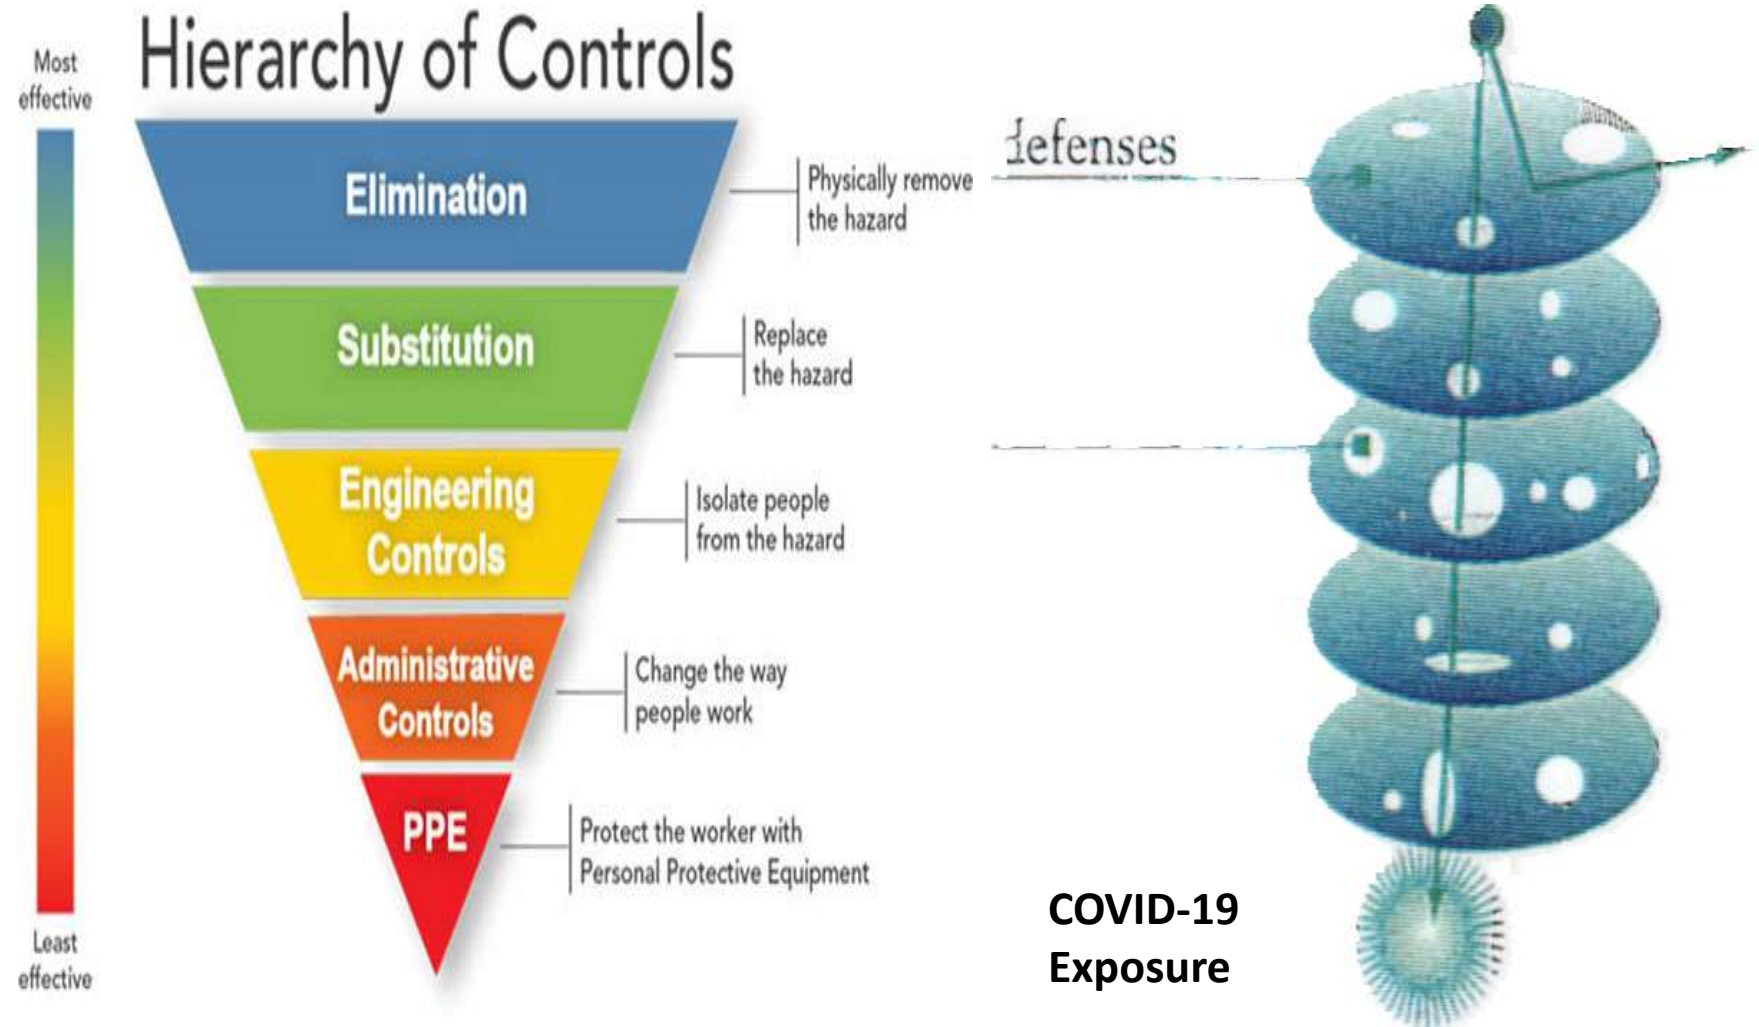 Hierarchy of Controls
Most
effective
Elimination
Physically remove
the hazard
Substitution
Replace
the hazard
Engineering
Controls
Isolate people
from the hazard
Administrative
Controls
Change the way
people work
PPE
Protect the worker with
Personal Protective Equipment
Least
effective
defenses
COVID-19
Exposure